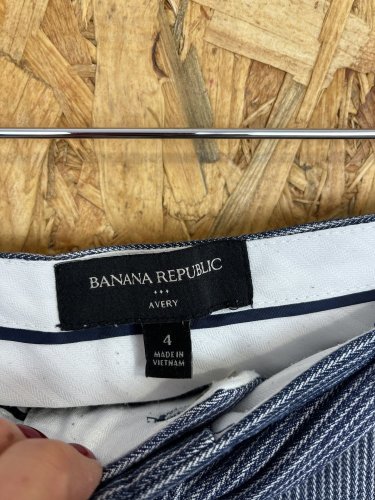 BANANA REPUBLIC
AVERY
4
MADE IN
VIETNAM